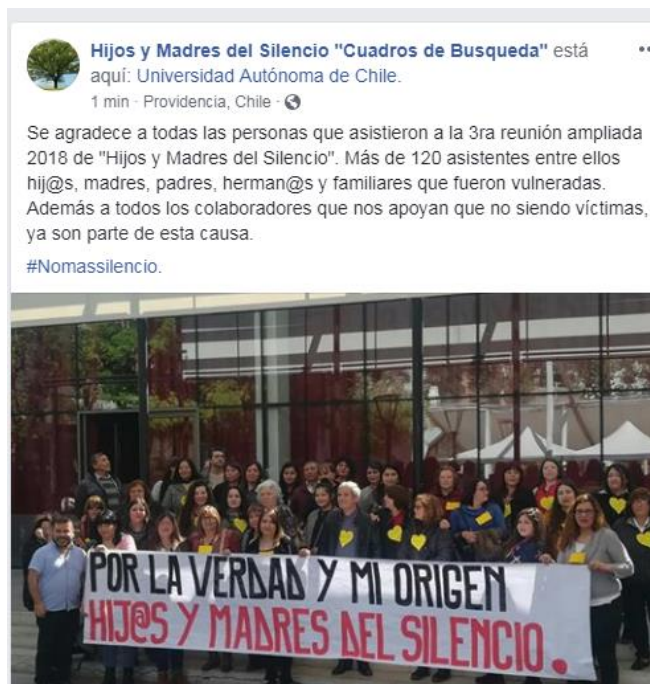 Hijos y Madres del Silencio "Cuadros de Busqueda" está
aquí: Universidad Autónoma de Chile.
1 min · Providencia, Chile ·
Se agradece a todas las personas que asistieron a la 3ra reunión ampliada
2018 de "Hijos y Madres del Silencio". Más de 120 asistentes entre ellos
hij@s, madres, padres, herman@s y familiares que fueron vulneradas.
Además a todos los colaboradores que nos apoyan que no siendo víctimas,
ya son parte de esta causa.
#Nomassilencio.
POR LA VERDAD Y MI ORIGEN
HIJ@S Y MADRES DEL SILENCIO.